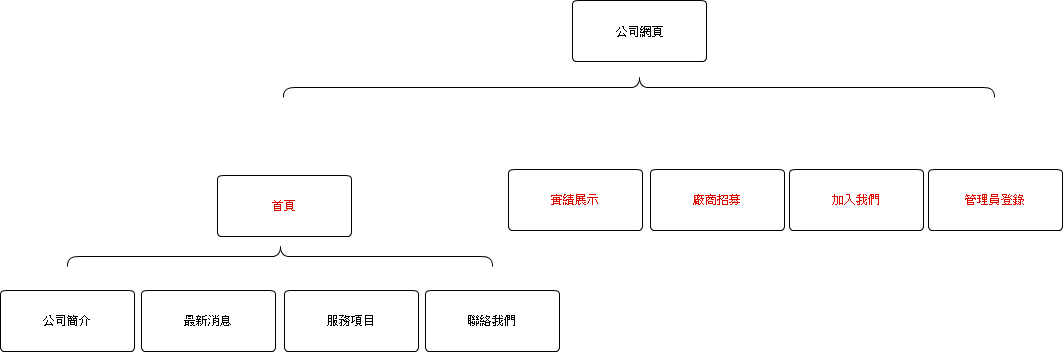 公司網頁
首頁
實績展示
廠商招募
加入我們
管理員登錄
公司簡介
最新消息
服務項目
聯絡我們